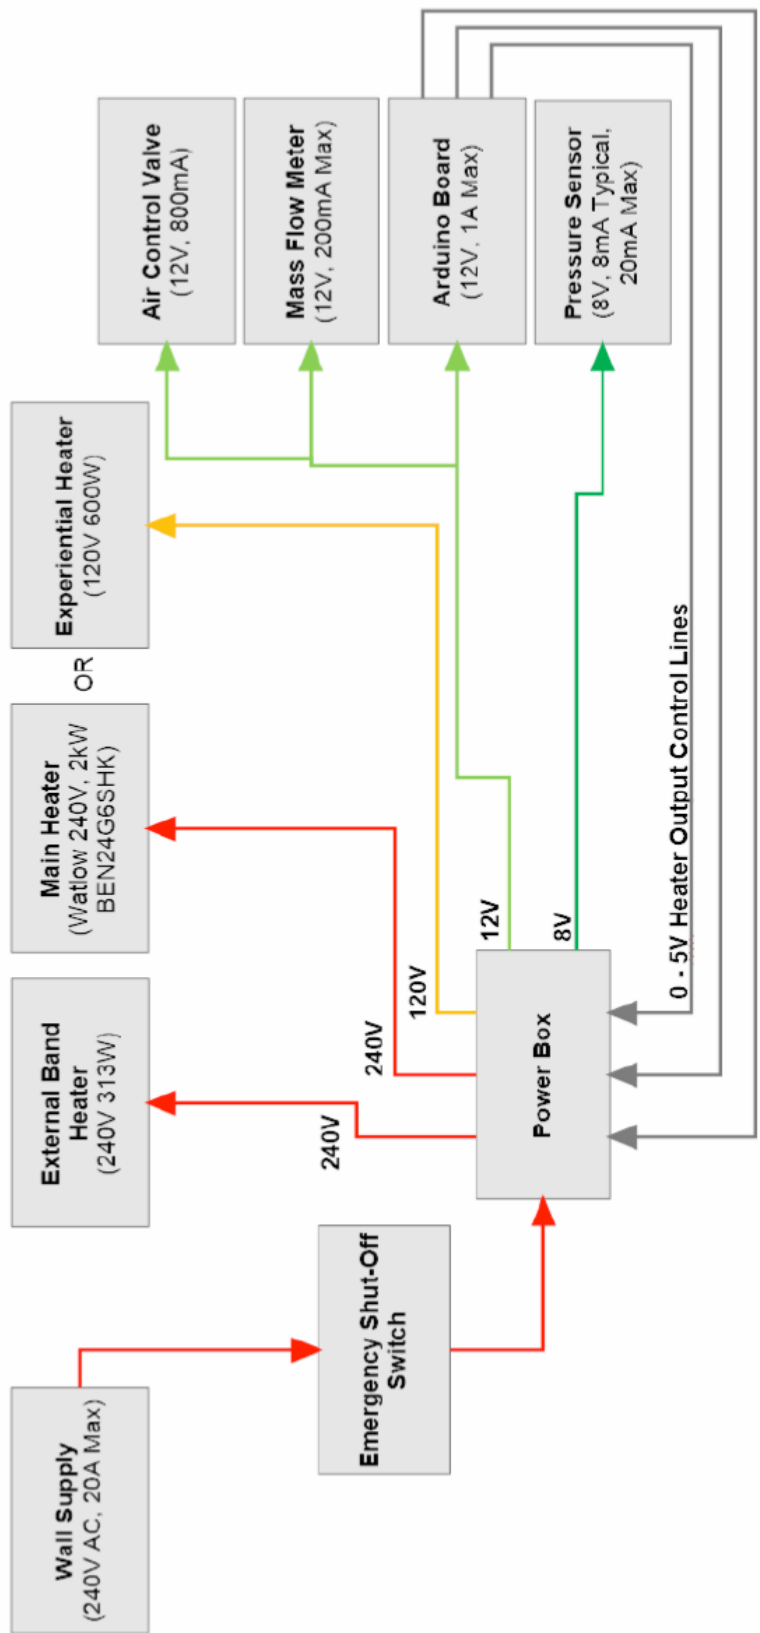 Wall Supply
(240V AC, 20A Max)
Emergency Shut-Off
Switch
External Band
Heater
(240V 313W)
Main Heater
(Watlow 240V, 2kW
BEN24G6SHK)
OR
Experiential Heater
(120V 600W)
240V
240V
120V
12V
8V
Power Box
0 - 5V Heater Output Control Lines
Air Control Valve
(12V, 800mA)
Mass Flow Meter
(12V, 200mA Max)
Arduino Board
(12V, 1A Max)
Pressure Sensor
(8V, 8mA Typical,
20mA Max)